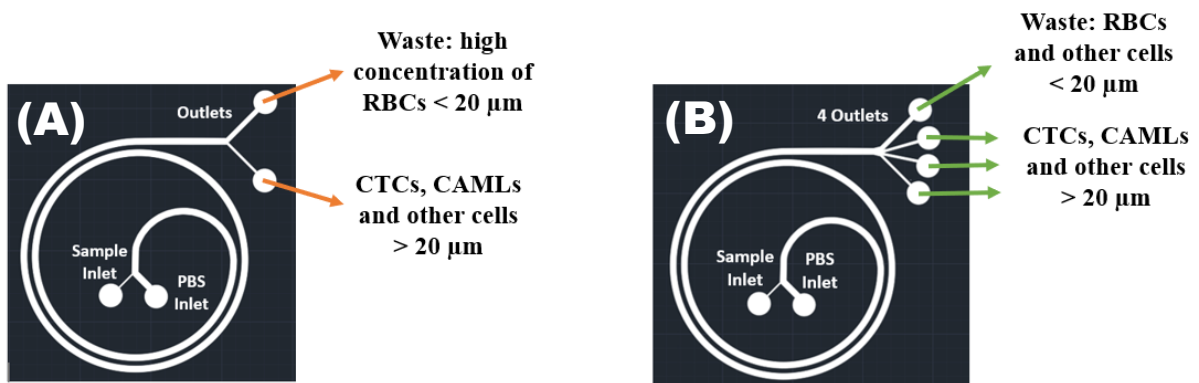 (A)
Outlets
Sample
Inlet
PBS
Inlet
Waste: high
concentration of
RBCs < 20 μm
CTCs, CAMLs
and other cells
> 20 μm
(B)
4 Outlets
Sample
Inlet
PBS
Inlet
Waste: RBCs
and other cells
< 20 μm
CTCs, CAMLs
and other cells
> 20 μm